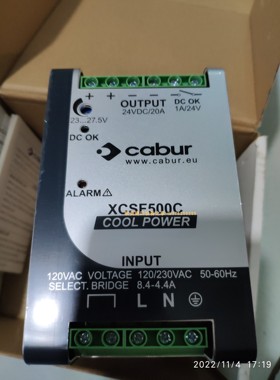 + + − − DC OK
23...27.5V
OUTPUT
24VDC/20A
1A/24V
DC OK
cabur
www.cabur.eu
ALARM
XCSF500C
COOL POWER
INPUT
120VAC VOLTAGE 120/230VAC 50-60Hz
SELECT. BRIDGE 8.4-4.4A
L N
2022/11/4 17:19